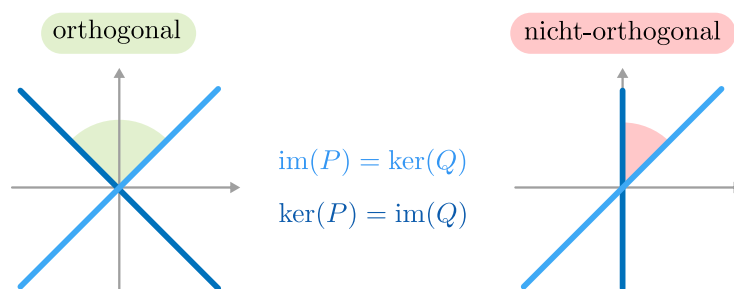 orthogonal
nicht-orthogonal
im(P) = ker(Q)
ker(P) = im(Q)